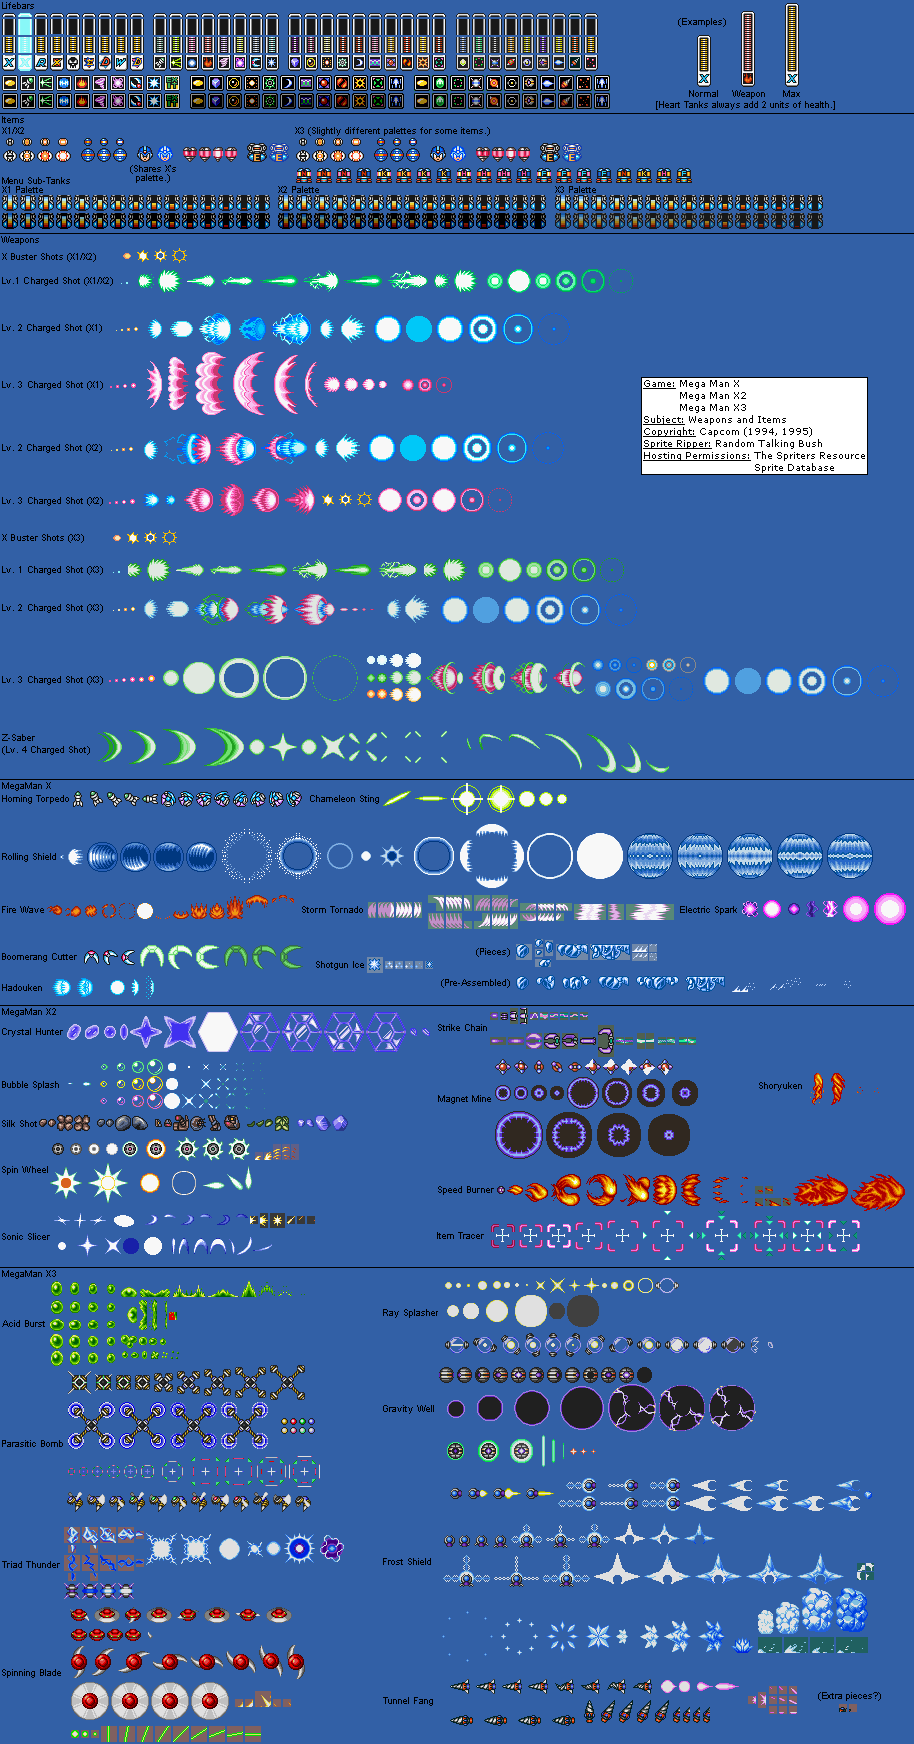 Lifebars
(Examples)
Normal Weapon Max
[Heart Tanks always add 2 units of health.]
Items
X1/X2
X3 (Slightly different palettes for some items.)
(Shares X's
palette.)
Menu Sub-Tanks
X1 Palette
X2 Palette
X3 Palette
Weapons
X Buster Shots (X1/X2)
Lv.1 Charged Shot (X1/X2)
Lv. 2 Charged Shot (X1)
Lv. 3 Charged Shot (X1)
Game: Mega Man X
Mega Man X2
Mega Man X3
Subject: Weapons and Items
Copyright: Capcom (1994, 1995)
Sprite Ripper: Random Talking Bush
Hosting Permissions: The Spriters Resource
Sprite Database
Lv. 2 Charged Shot (X2)
Lv. 3 Charged Shot (X2)
X Buster Shots (X3)
Lv. 1 Charged Shot (X3)
Lv. 2 Charged Shot (X3)
Lv. 3 Charged Shot (X3)
Z-Saber
(Lv. 4 Charged Shot)
MegaMan X
Homing Torpedo
Chameleon Sting
Rolling Shield
Fire Wave
Storm Tornado
Electric Spark
Boomerang Cutter
Shotgun Ice
(Pieces)
(Pre-Assembled)
Hadouken
MegaMan X2
Crystal Hunter
Strike Chain
Bubble Splash
Magnet Mine
Shoryuken
Silk Shot
Spin Wheel
Speed Burner
Sonic Slicer
Item Tracer
MegaMan X3
Acid Burst
Ray Splasher
Parasitic Bomb
Gravity Well
Triad Thunder
Frost Shield
Spinning Blade
Tunnel Fang
(Extra pieces?)